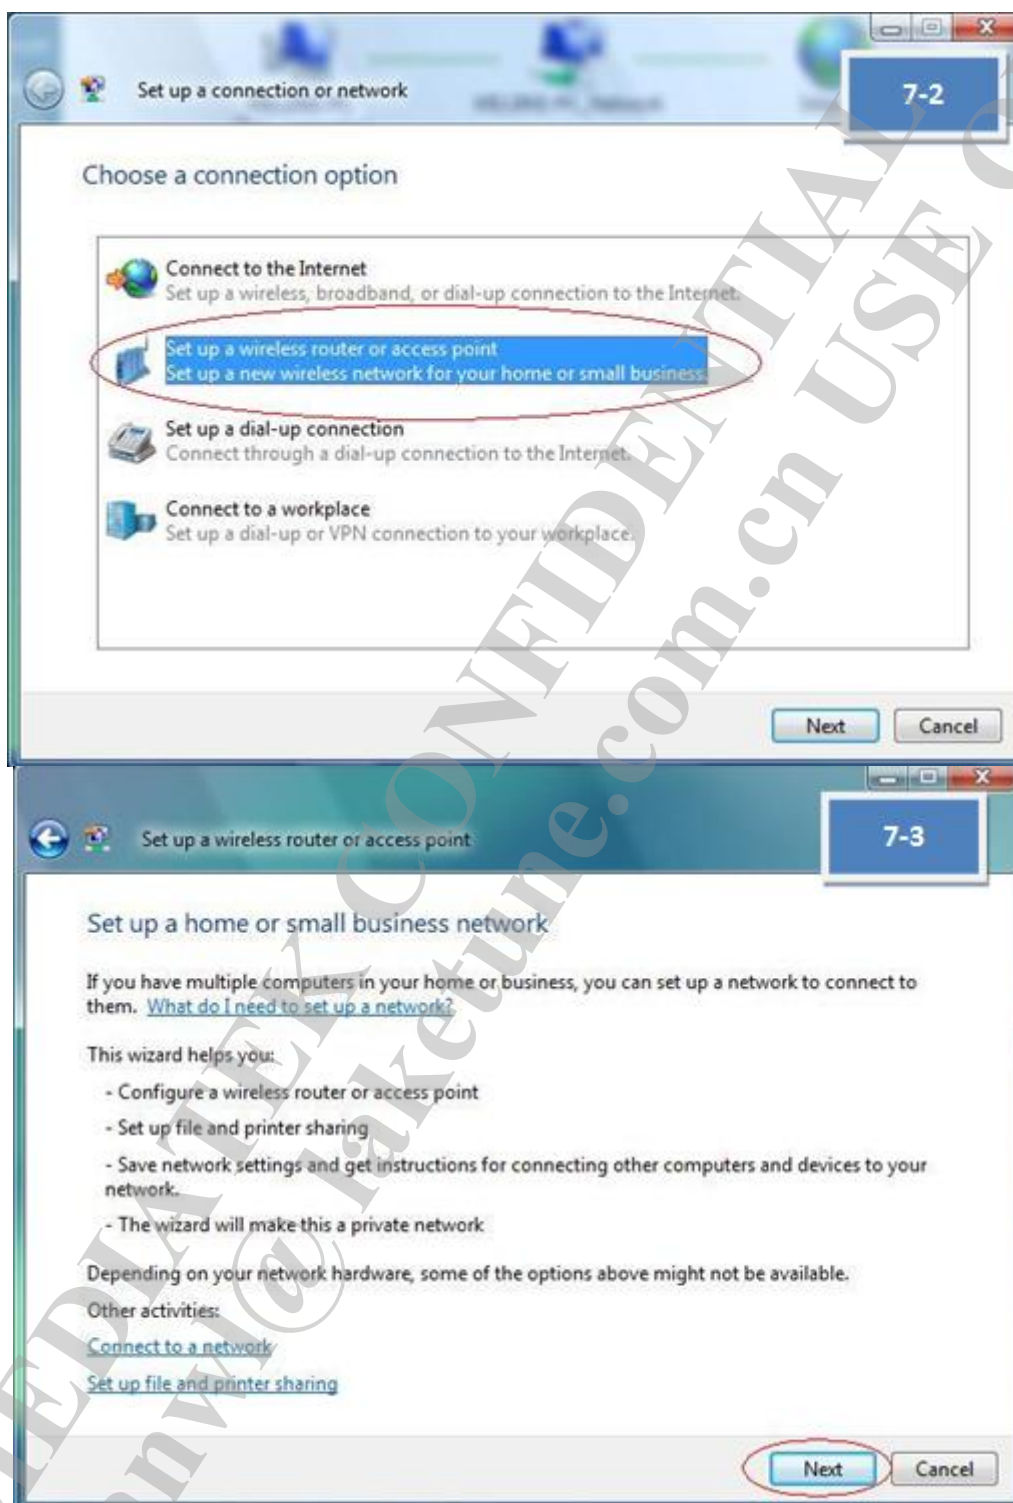 Set up a connection or network
7-2
Choose a connection option
Connect to the Internet
Set up a wireless, broadband, or dial-up connection to the Internet.
Set up a wireless router or access point
Set up a new wireless network for your home or small business.
Set up a dial-up connection
Connect through a dial-up connection to the Internet.
Connect to a workplace
Set up a dial-up or VPN connection to your workplace.
Next Cancel
Set up a wireless router or access point
7-3
Set up a home or small business network
If you have multiple computers in your home or business, you can set up a network to connect to
them. What do I need to set up a network?
This wizard helps you:
- Configure a wireless router or access point
- Set up file and printer sharing
- Save network settings and get instructions for connecting other computers and devices to your
network.
- The wizard will make this a private network
Depending on your network hardware, some of the options above might not be available.
Other activities:
Connect to a network
Set up file and printer sharing
Next Cancel
EDIATEK CONFIDENTIAL
@laketune.com.cn USE